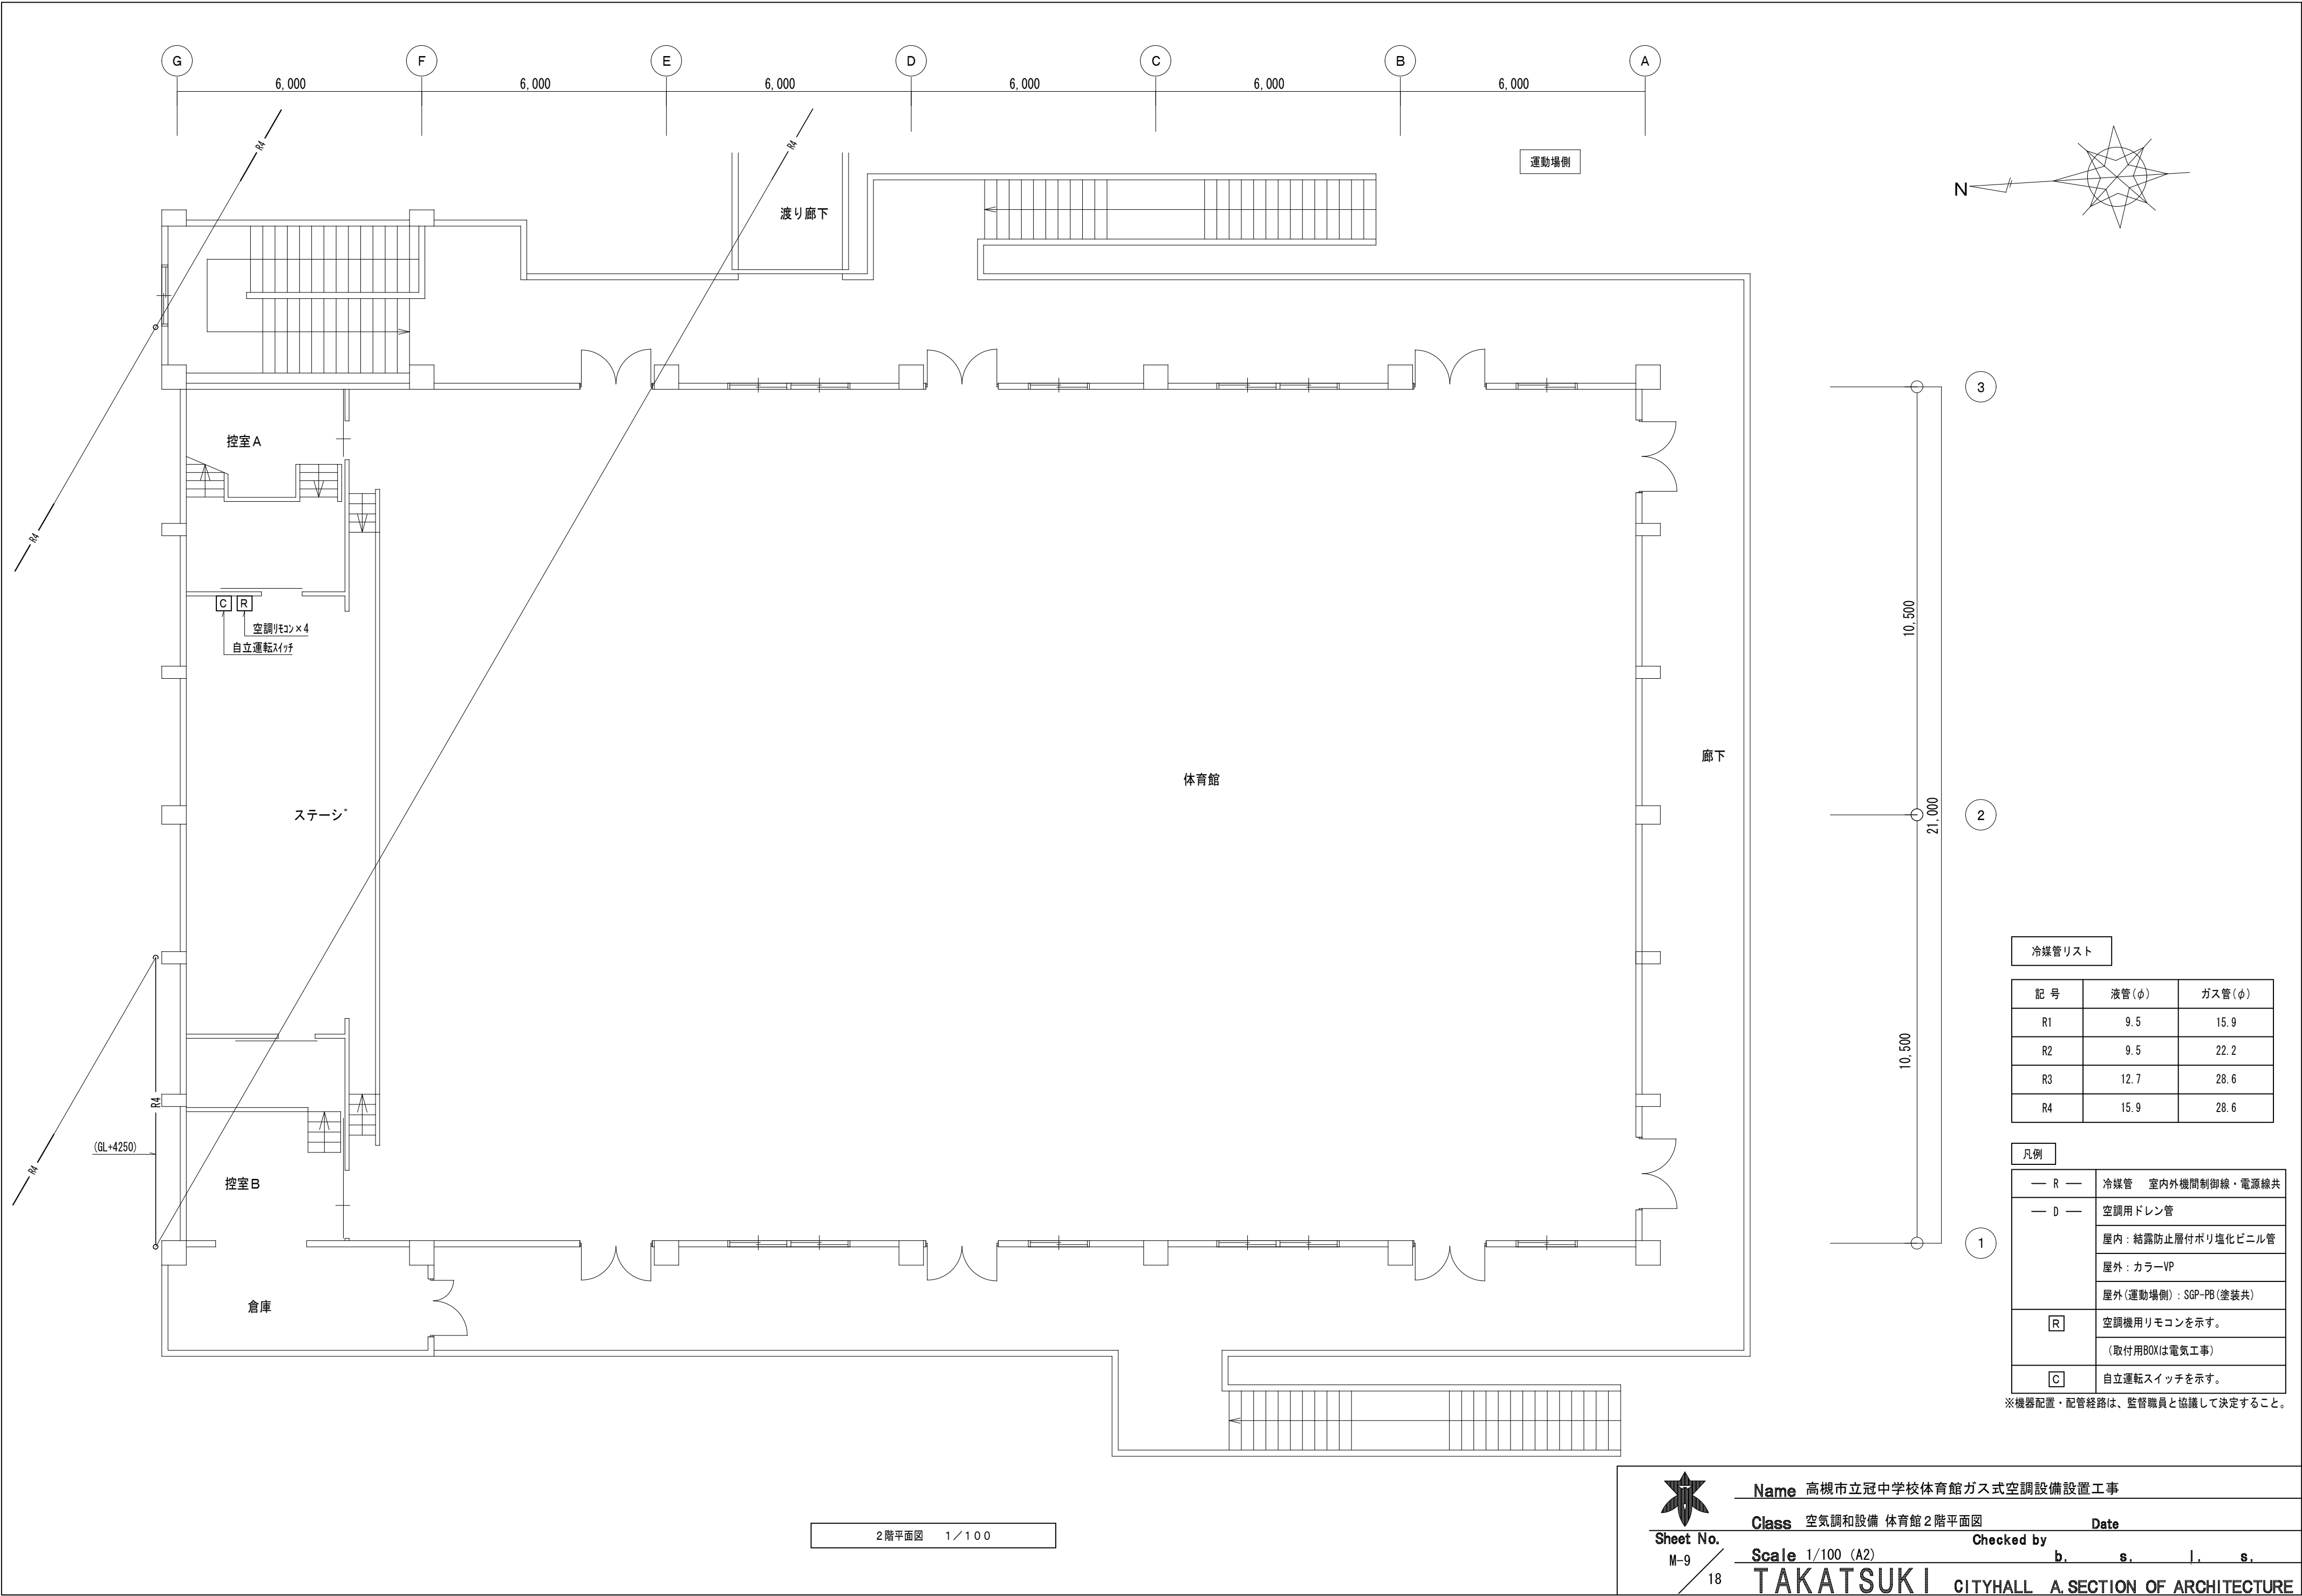 G F E D C B A
6,000 6,000 6,000 6,000 6,000 6,000
R4
R4
運動場側
N
渡り廊下
3
控室A
R4
C R
空調ﾘﾓｺﾝ×4
自立運転ｽｲｯﾁ
10,500
廊下
体育館
ステージ
21,000
2
冷媒管リスト
記 号 液管(φ) ガス管(φ)
R1 9.5 15.9
R2 9.5 22.2
R3 12.7 28.6
R4 15.9 28.6
10,500
R4
(GL+4250)
R4
控室B
1
倉庫
凡例
R 冷媒管 室内外機間制御線・電源線共
D 空調用ドレン管
屋内：結露防止層付ポリ塩化ビニル管
屋外：カラーVP
屋外(運動場側)：SGP-PB(塗装共)
R 空調機用リモコンを示す。
（取付用BOXは電気工事）
C 自立運転スイッチを示す。
※機器配置・配管経路は、監督職員と協議して決定すること。
2階平面図 1／100
Name 高槻市立冠中学校体育館ガス式空調設備設置工事
Class 空気調和設備 体育館2階平面図 Date
Sheet No. Checked by
M-9 Scale 1/100 (A2) b. s. l. s.
18 TAKATSUKI CITYHALL A.SECTION OF ARCHITECTURE